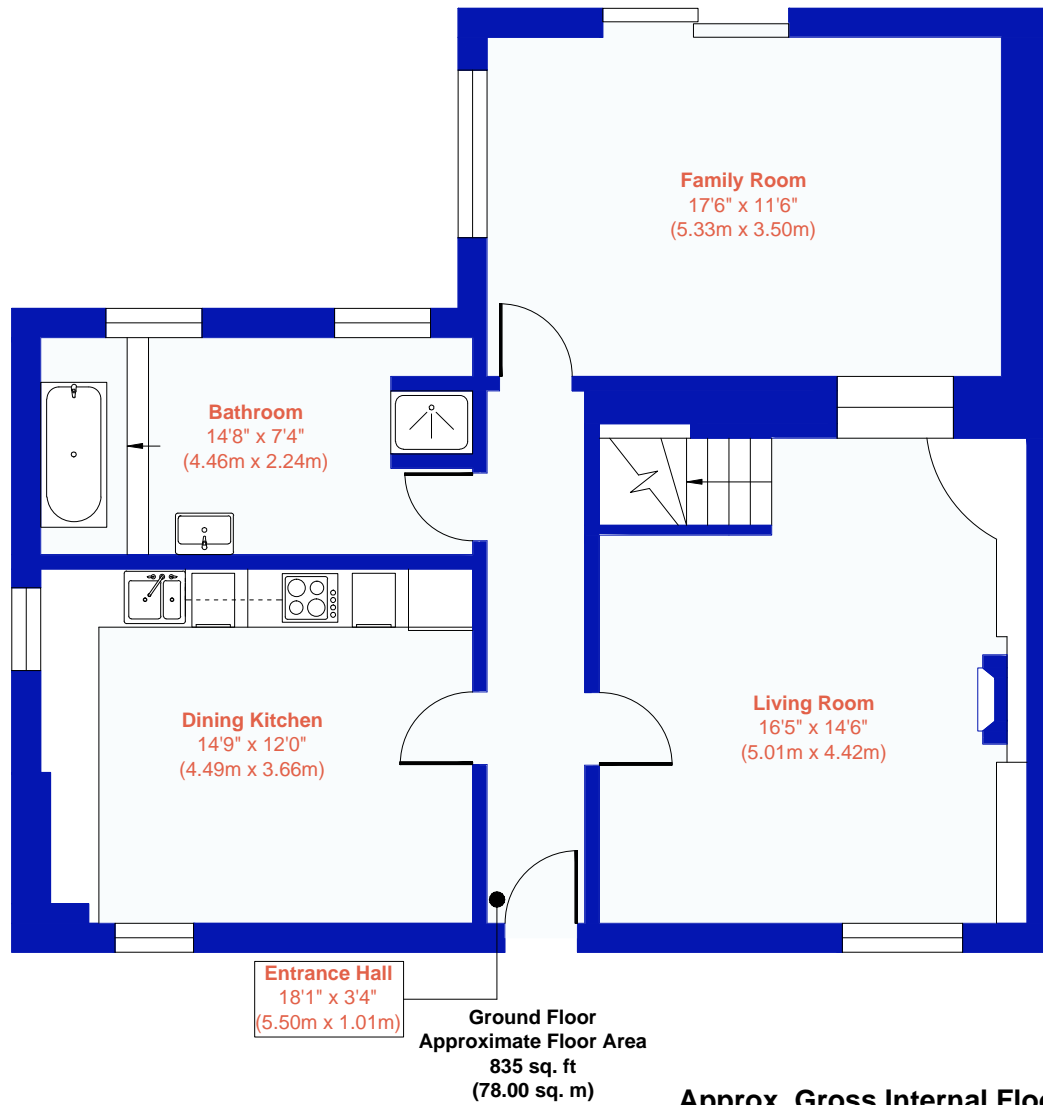 Family Room
17'6" x 11'6"
(5.33m x 3.50m)
Bathroom
14'8" x 7'4"
(4.46m x 2.24m)
Dining Kitchen
14'9" x 12'0"
(4.49m x 3.66m)
Living Room
16'5" x 14'6"
(5.01m x 4.42m)
Entrance Hall
18'1" x 3'4"
(5.50m x 1.01m)
Ground Floor
Approximate Floor Area
835 sq. ft
(78.00 sq. m)
Approx. Gross Internal Floo